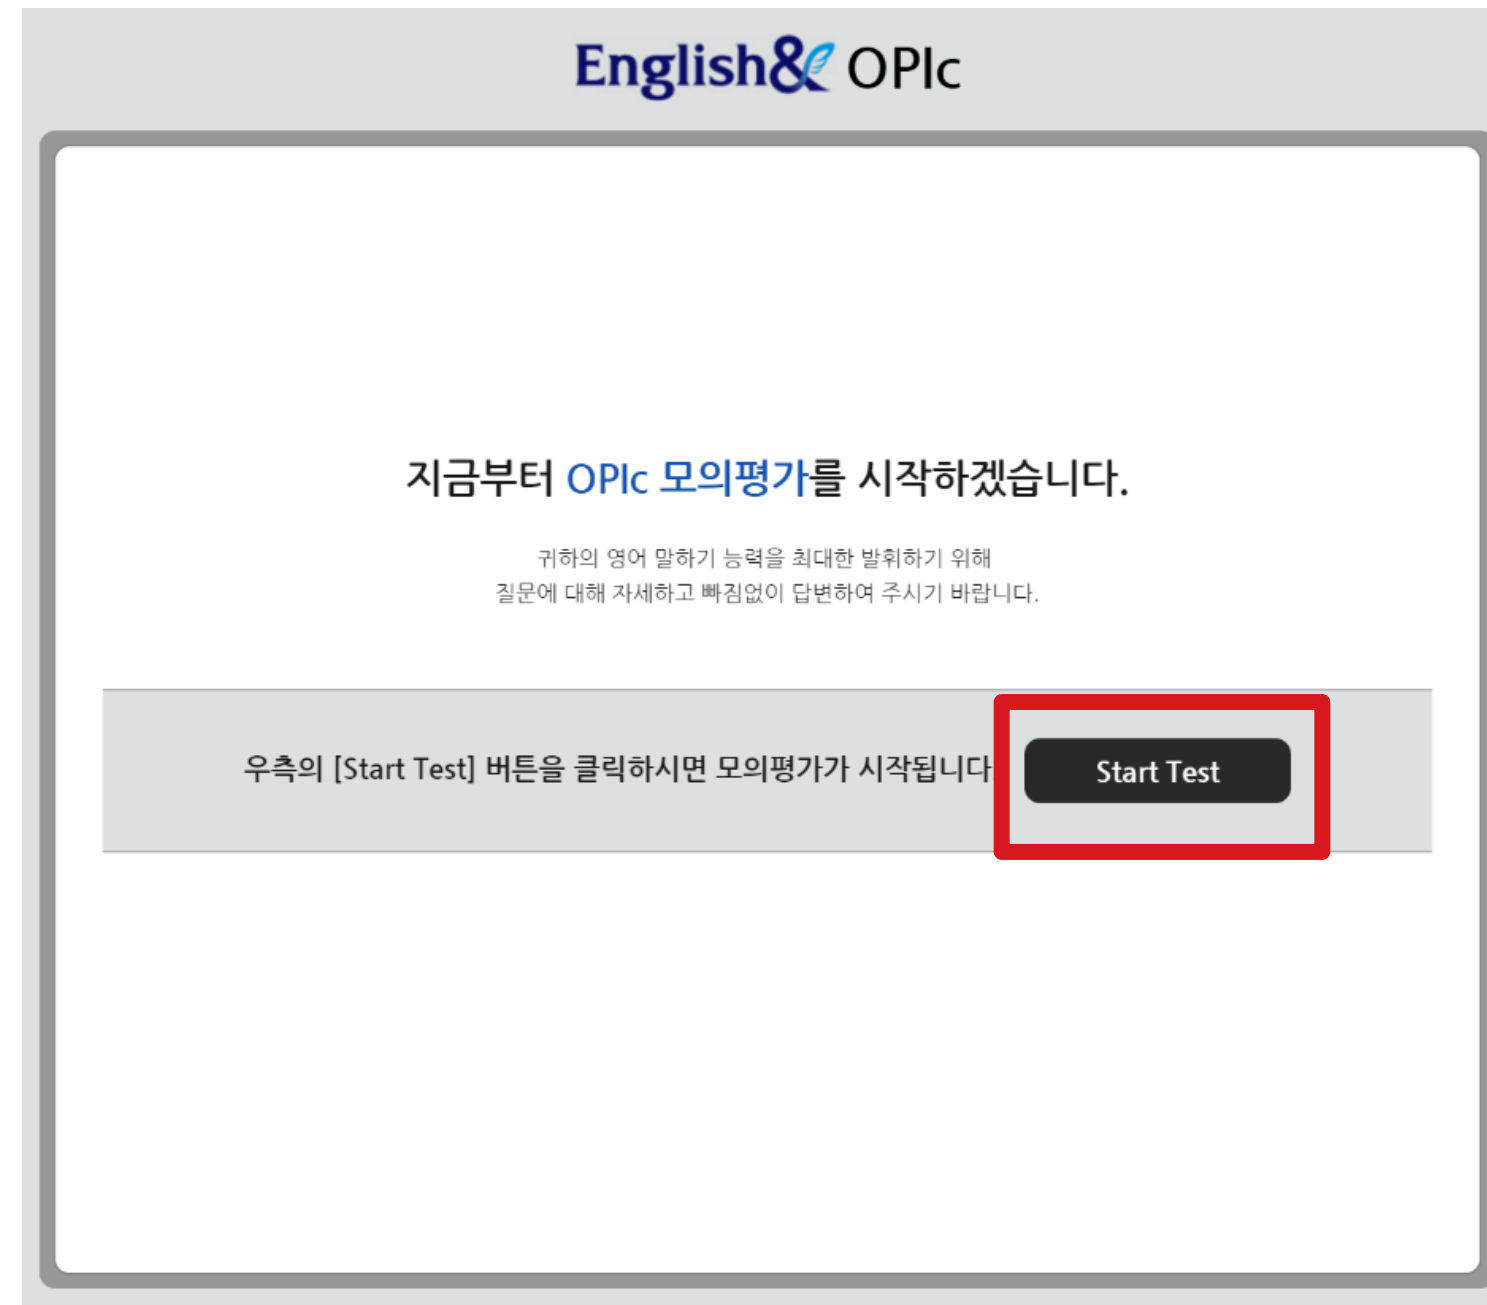 English& OPIc
지금부터 OPIc 모의평가를 시작하겠습니다.
귀하의 영어 말하기 능력을 최대한 발휘하기 위해
질문에 대해 자세하고 빠짐없이 답변하여 주시기 바랍니다.
우측의 [Start Test] 버튼을 클릭하시면 모의평가가 시작됩니다 Start Test